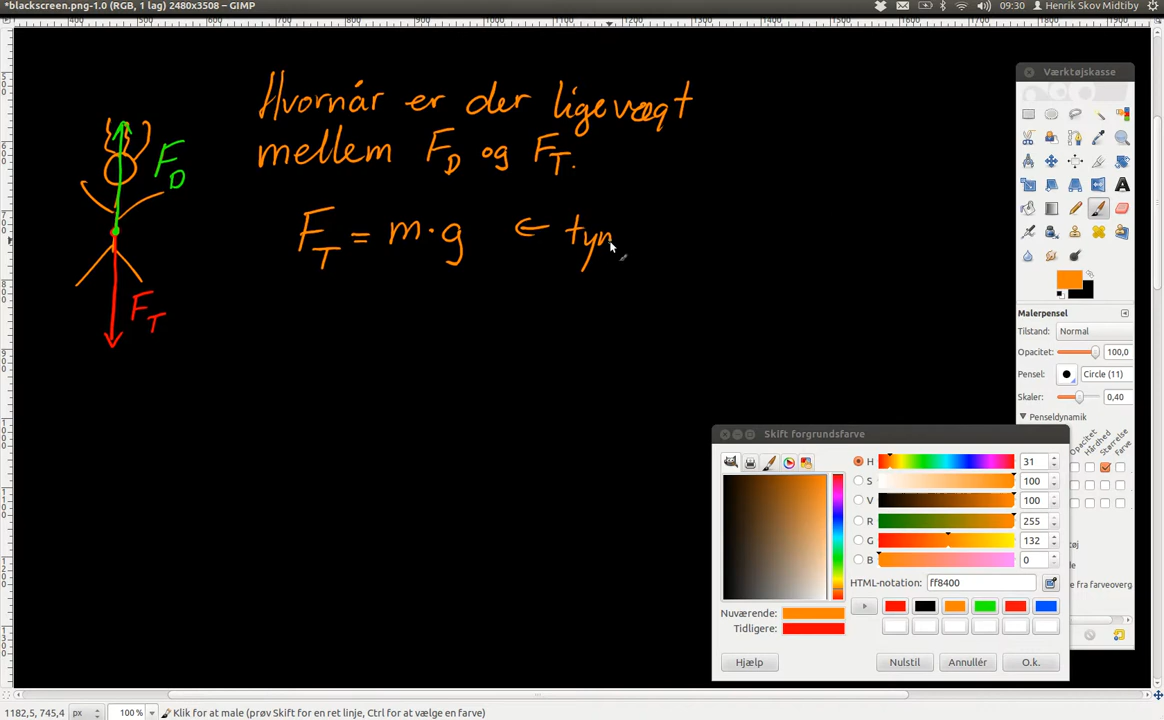 *blackscreen.png-1.0 (RGB, 1 lag) 2480x3508 – GIMP
09:30 Henrik Skov Midtiby
Hvornår er der ligevægt
mellem F_D og F_T.
F_D
F_T = m·g ← tyn
F_T
Værktøjskasse
Malerpensel
Tilstand: Normal
Opacitet: 100,0
Pensel: Circle (11)
Skaler: 0,40
Penseldynamik
Opacitet Hårdhed Størrelse Farve
Skift forgrundsfarve
H 31
S 100
V 100
R 255
G 132
B 0
HTML-notation: ff8400
Nuværende:
Tidligere:
Hjælp Nulstil Annullér O.k.
1182,5, 745,4 px 100 % Klik for at male (prøv Skift for en ret linje, Ctrl for at vælge en farve)